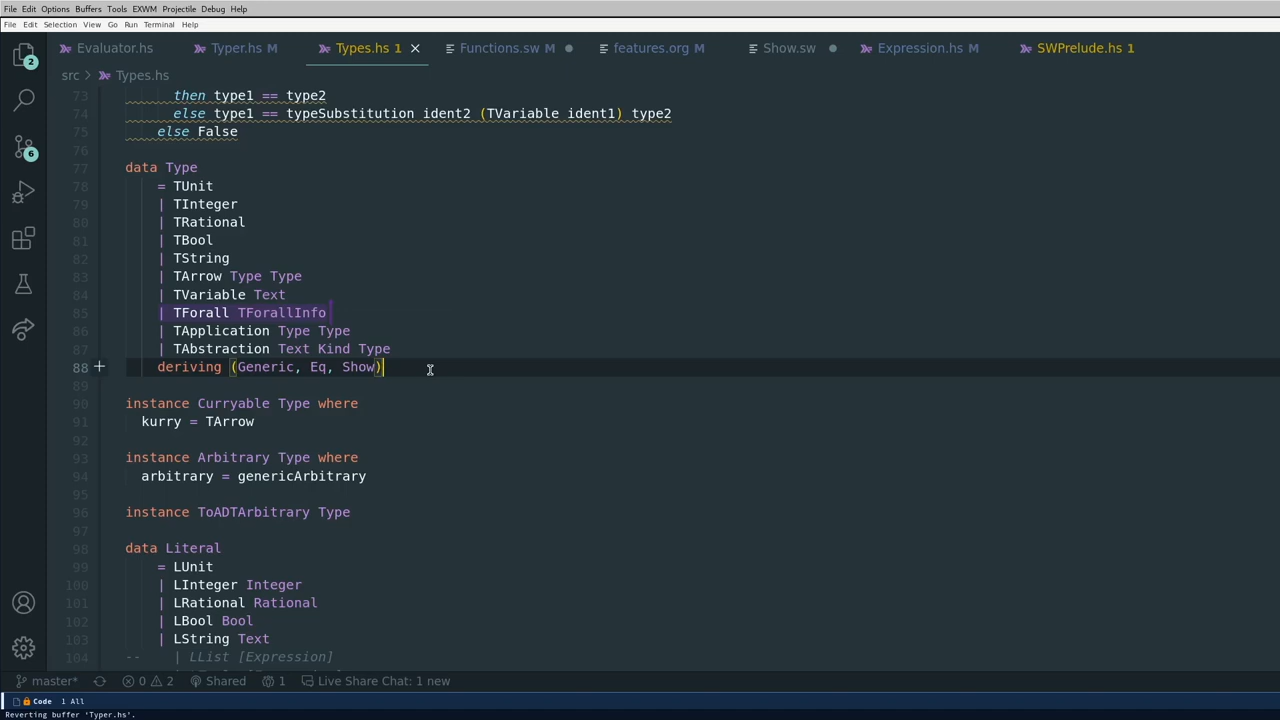 File Edit Options Buffers Tools EXWM Projectile Debug Help
File Edit Selection View Go Run Terminal Help
Evaluator.hs Typer.hs M Types.hs 1 Functions.sw M features.org M Show.sw Expression.hs M SWPrelude.hs 1
2
src Types.hs
73 then type1 == type2
74 else type1 == typeSubstitution ident2 (TVariable ident1) type2
75 else False
76
77 data Type
78 = TUnit
79 | TInteger
80 | TRational
81 | TBool
82 | TString
83 | TArrow Type Type
84 | TVariable Text
85 | TForall TForallInfo
86 | TApplication Type Type
87 | TAbstraction Text Kind Type
88 deriving (Generic, Eq, Show)
89
90 instance Curryable Type where
91 kurry = TArrow
92
93 instance Arbitrary Type where
94 arbitrary = genericArbitrary
95
96 instance ToADTArbitrary Type
97
98 data Literal
99 = LUnit
100 | LInteger Integer
101 | LRational Rational
102 | LBool Bool
103 | LString Text
104 -- | LList [Expression]
6
master* 0 2 Shared 1 Live Share Chat: 1 new
Code 1 All
Reverting buffer 'Typer.hs'.